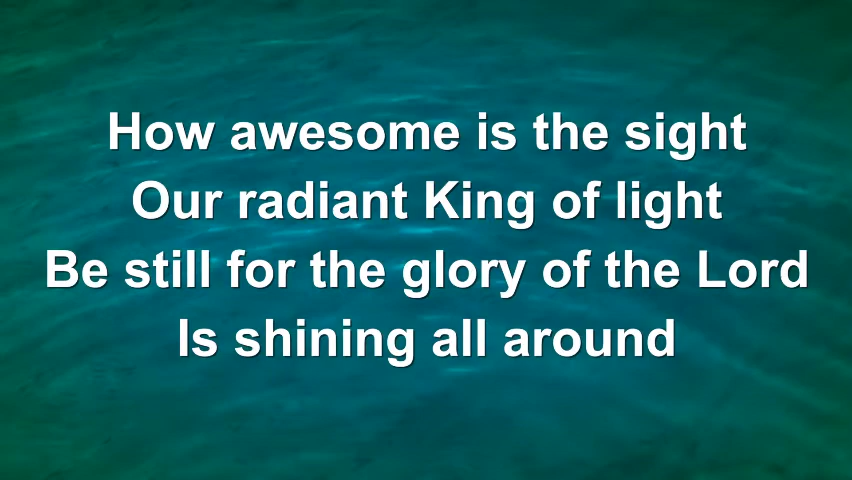 How awesome is the sight
Our radiant King of light
Be still for the glory of the Lord
Is shining all around